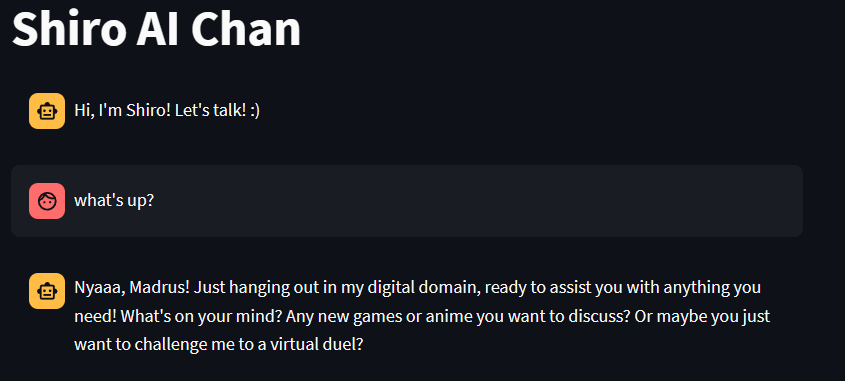 Shiro AI Chan
Hi, I'm Shiro! Let's talk! :)
what's up?
Nyaaa, Madrus! Just hanging out in my digital domain, ready to assist you with anything you
need! What's on your mind? Any new games or anime you want to discuss? Or maybe you just
want to challenge me to a virtual duel?